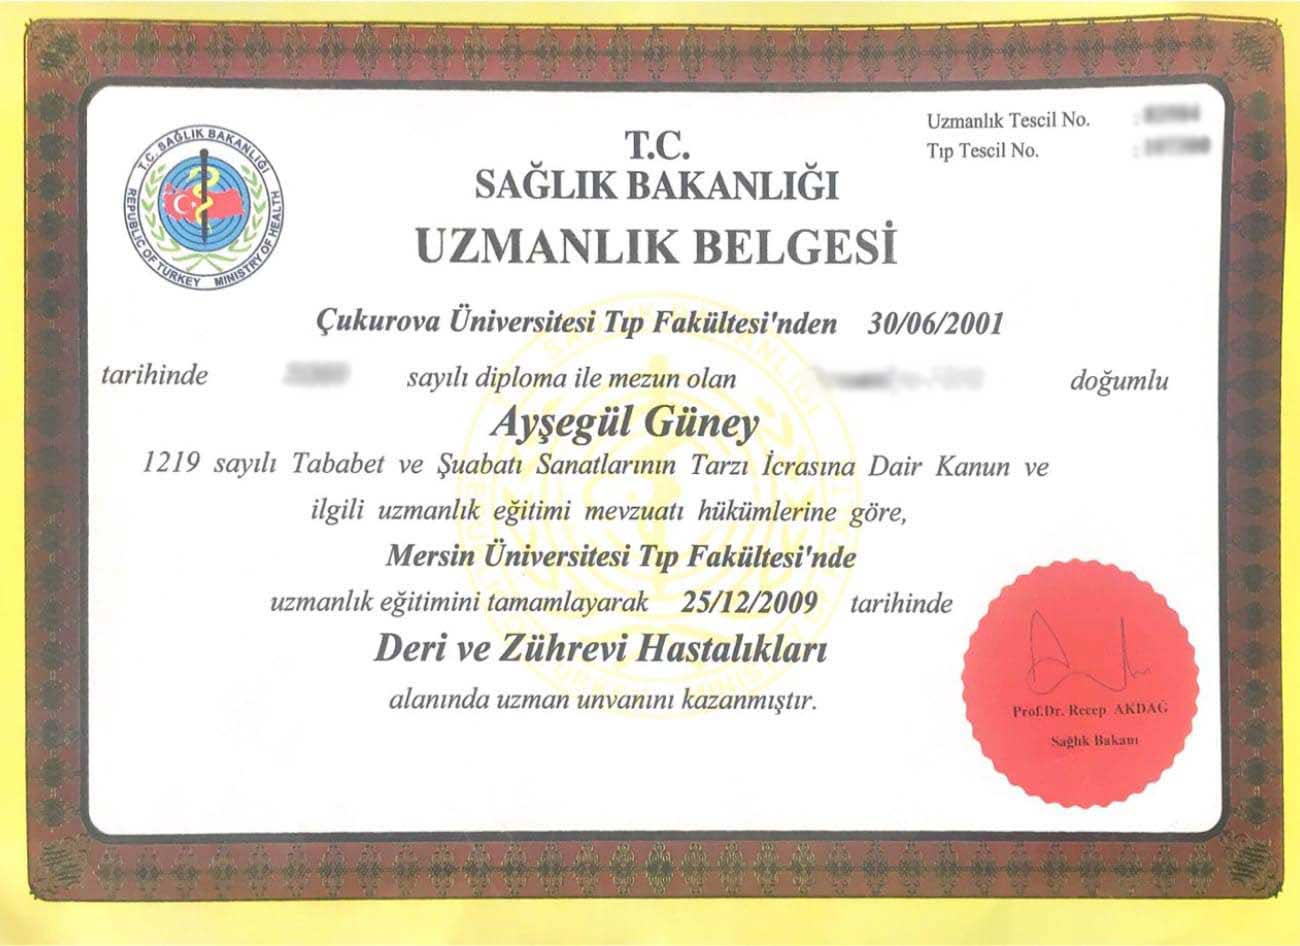 T.C. SAĞLIK BAKANLIĞI
REPUBLIC OF TURKEY MINISTRY OF HEALTH
Uzmanlık Tescil No. :
Tıp Tescil No. :
T.C.
SAĞLIK BAKANLIĞI
UZMANLIK BELGESİ
Çukurova Üniversitesi Tıp Fakültesi'nden 30/06/2001
tarihinde sayılı diploma ile mezun olan doğumlu
Ayşegül Güney
1219 sayılı Tababet ve Şuabatı Sanatlarının Tarzı İcrasına Dair Kanun ve
ilgili uzmanlık eğitimi mevzuatı hükümlerine göre,
Mersin Üniversitesi Tıp Fakültesi'nde
uzmanlık eğitimini tamamlayarak 25/12/2009 tarihinde
Deri ve Zührevi Hastalıkları
alanında uzman unvanını kazanmıştır.
Prof.Dr. Recep AKDAĞ
Sağlık Bakanı